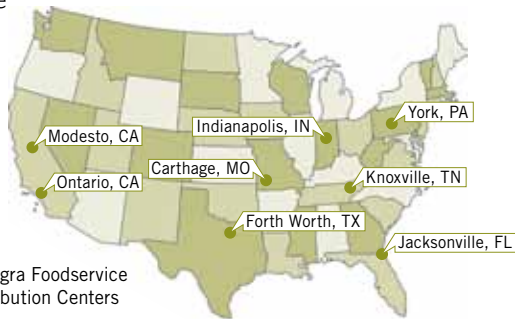 York, PA
Indianapolis, IN
Modesto, CA
Carthage, MO
Knoxville, TN
Ontario, CA
Forth Worth, TX
Jacksonville, FL
gra Foodservice
bution Centers